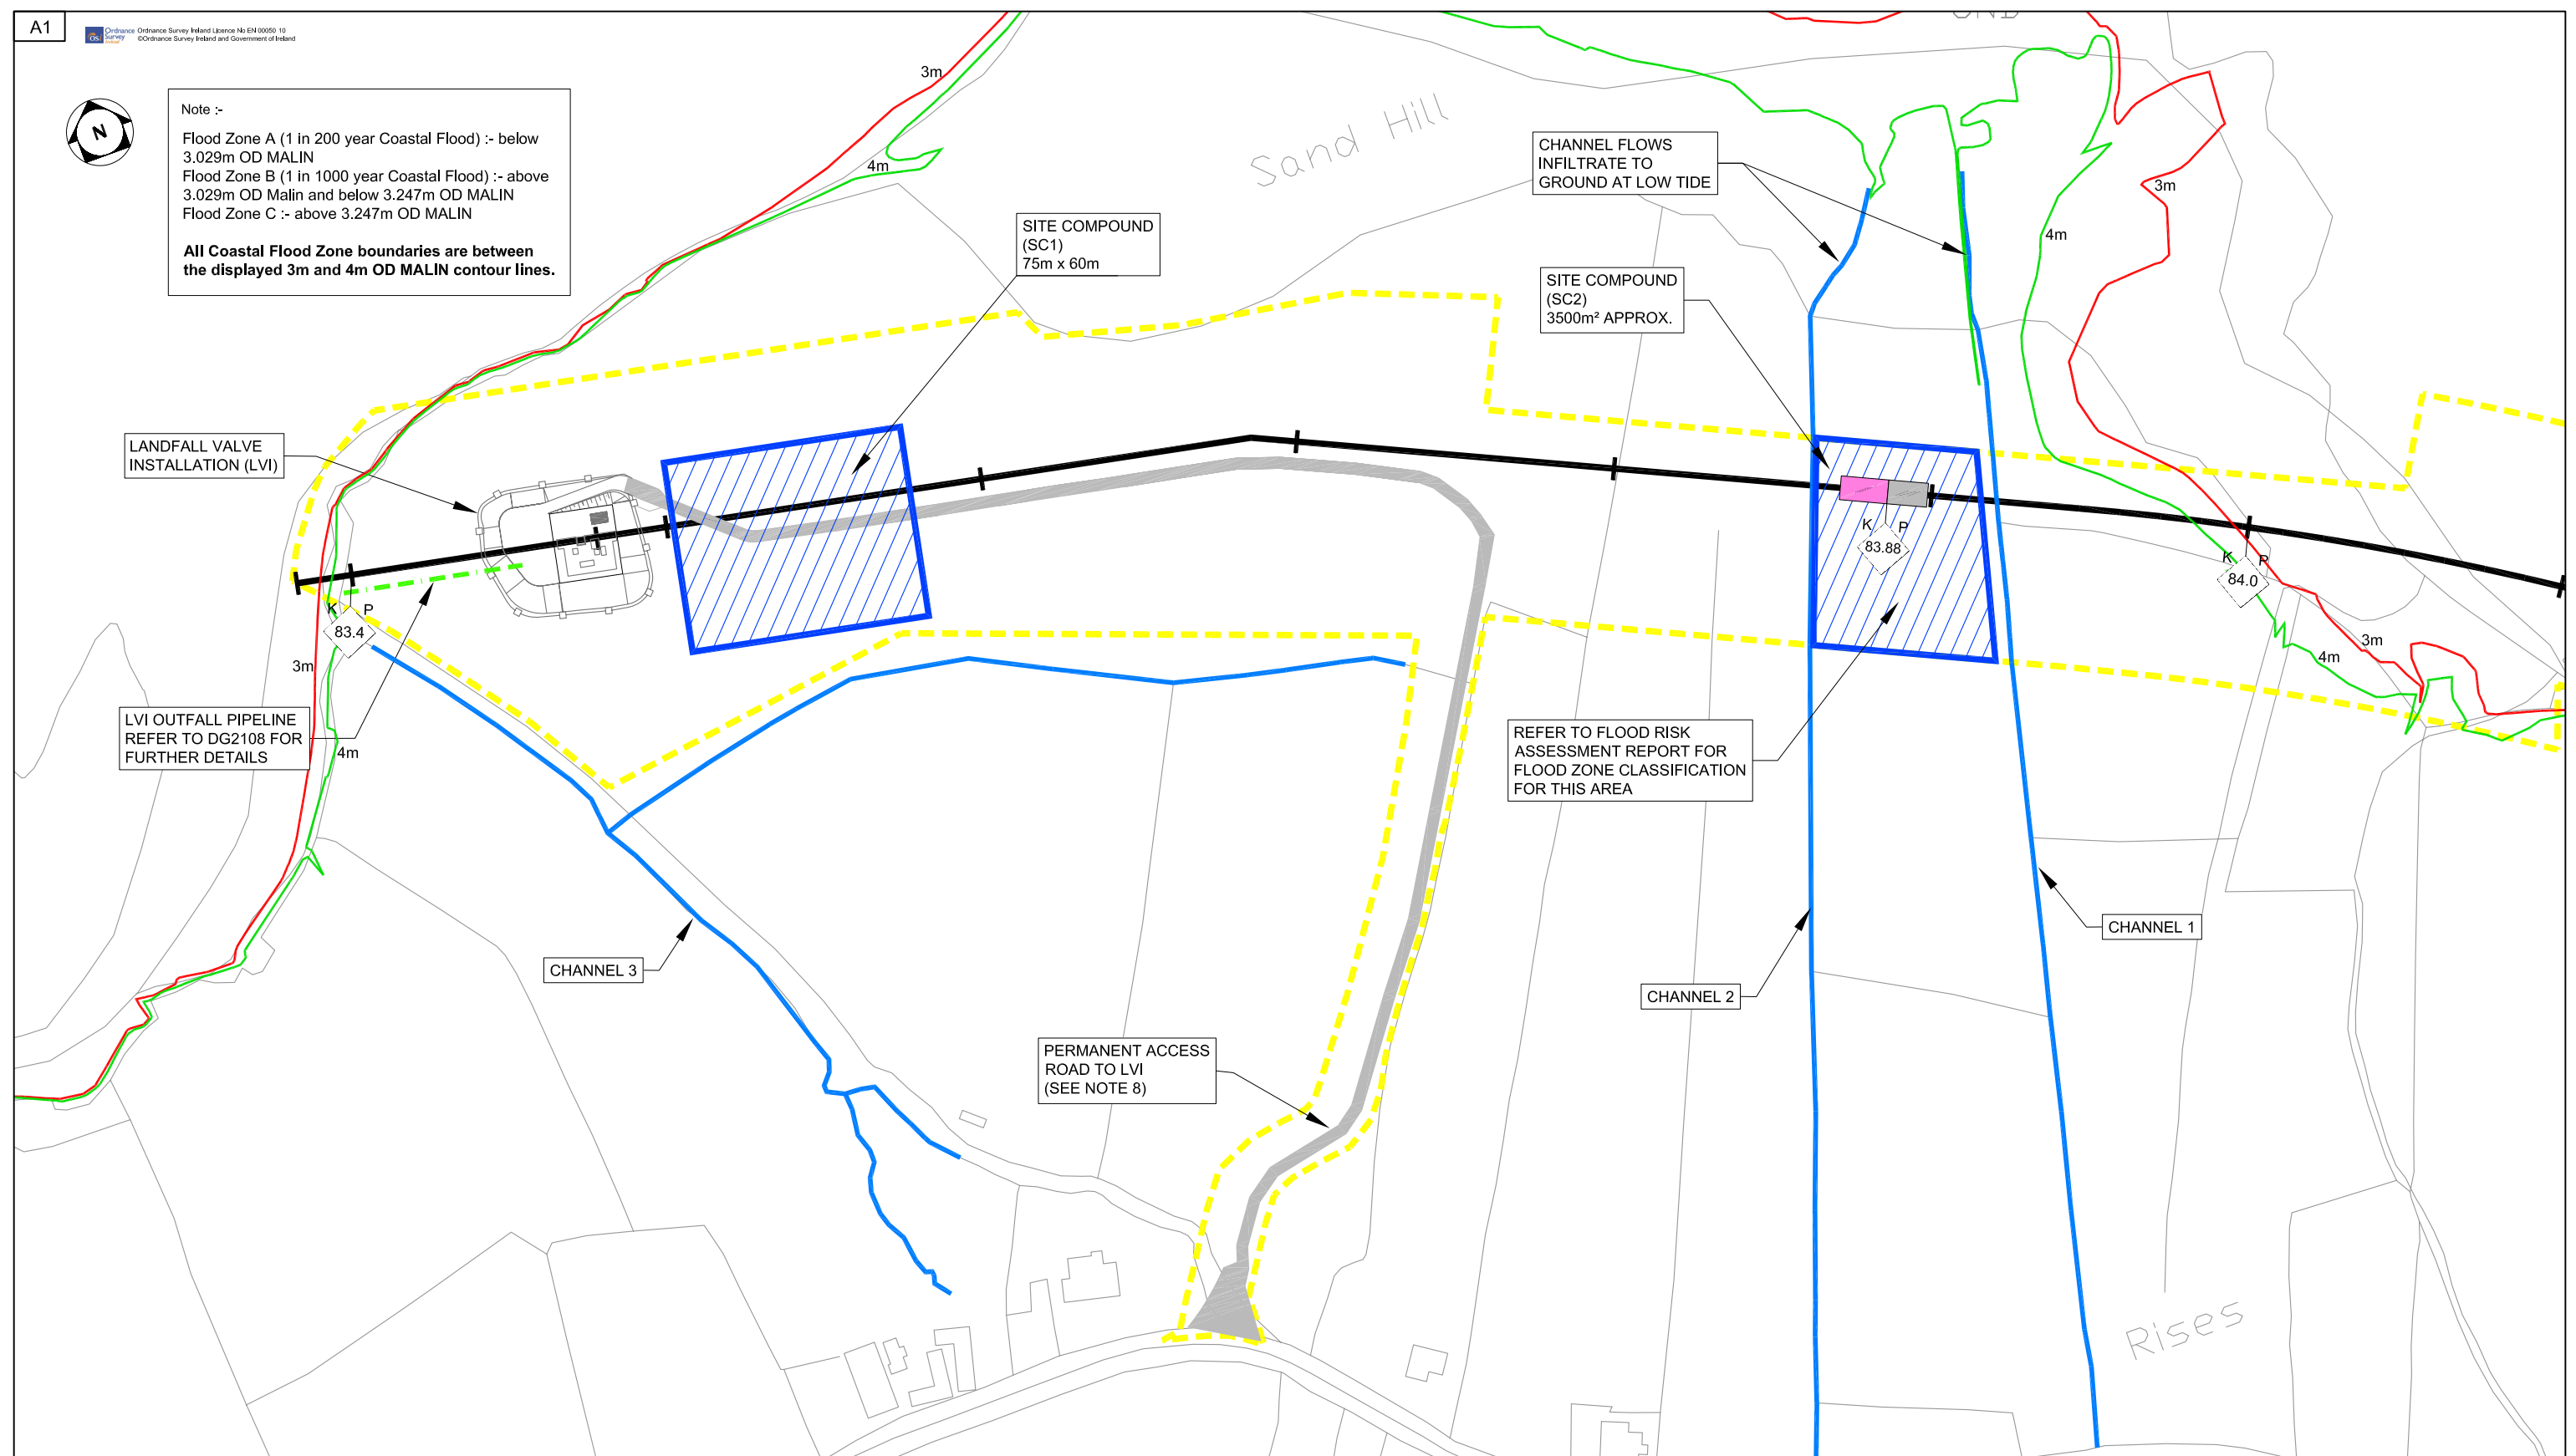 A1
Ordnance Survey Ireland Licence No EN 00050 10
©Ordnance Survey Ireland and Government of Ireland
OSi
Ordnance
Survey
Ireland
N
Note :-
Flood Zone A (1 in 200 year Coastal Flood) :- below
3.029m OD MALIN
Flood Zone B (1 in 1000 year Coastal Flood) :- above
3.029m OD Malin and below 3.247m OD MALIN
Flood Zone C :- above 3.247m OD MALIN
All Coastal Flood Zone boundaries are between
the displayed 3m and 4m OD MALIN contour lines.
3m
4m
Sand Hill
CHANNEL FLOWS
INFILTRATE TO
GROUND AT LOW TIDE
3m
4m
SITE COMPOUND
(SC1)
75m x 60m
SITE COMPOUND
(SC2)
3500m² APPROX.
LANDFALL VALVE
INSTALLATION (LVI)
K P
83.88
K P
84.0
K P
83.4
3m
4m
3m
4m
LVI OUTFALL PIPELINE
REFER TO DG2108 FOR
FURTHER DETAILS
REFER TO FLOOD RISK
ASSESSMENT REPORT FOR
FLOOD ZONE CLASSIFICATION
FOR THIS AREA
CHANNEL 1
CHANNEL 3
CHANNEL 2
PERMANENT ACCESS
ROAD TO LVI
(SEE NOTE 8)
Rises